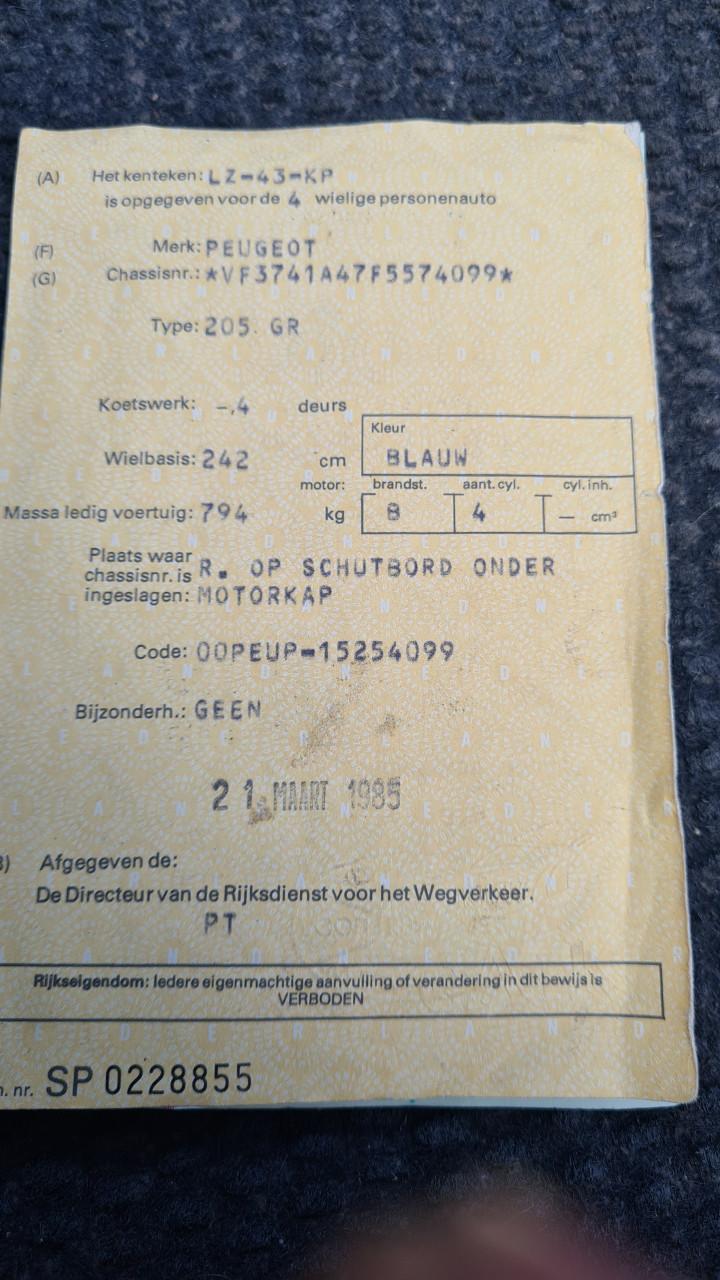 (A) Het kenteken: LZ-43-KP
is opgegeven voor de 4 wielige personenauto
(F) Merk: PEUGEOT
(G) Chassisnr.: *VF3741A47F5574099*
Type: 205. GR
Koetswerk: -,4 deurs
Kleur
Wielbasis: 242 cm BLAUW
motor: brandst. aant. cyl. cyl. inh.
Massa ledig voertuig: 794 kg B 4 — cm³
Plaats waar
chassisnr. is R. OP SCHUTBORD ONDER
ingeslagen: MOTORKAP
Code: 00PEUP-15254099
Bijzonderh.: GEEN
21 MAART 1985
Afgegeven de:
De Directeur van de Rijksdienst voor het Wegverkeer.
PT
Rijkseigendom: Iedere eigenmachtige aanvulling of verandering in dit bewijs is
VERBODEN
nr. SP 0228855